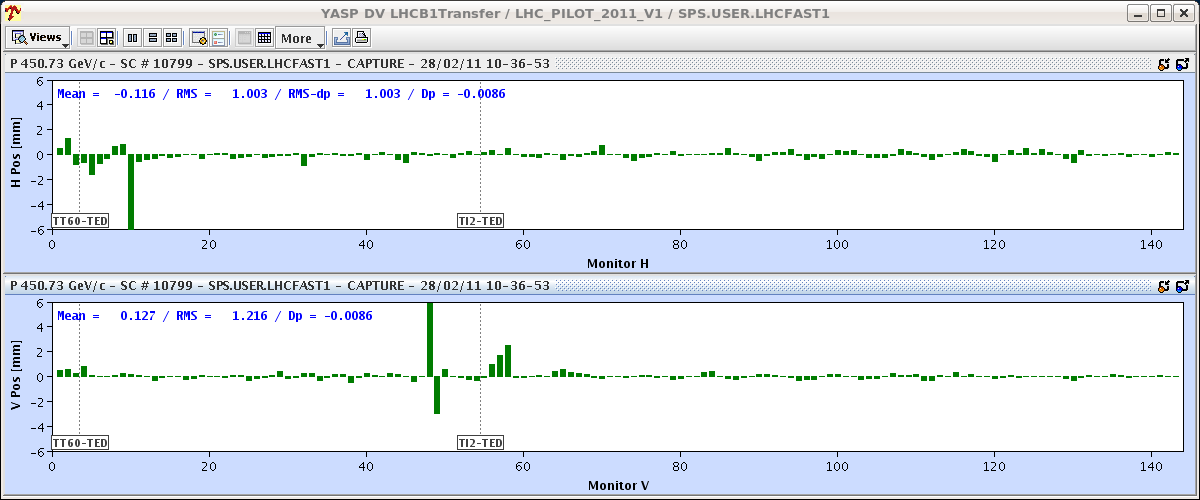 YASP DV LHCB1Transfer / LHC_PILOT_2011_V1 / SPS.USER.LHCFAST1
Views
More
P 450.73 GeV/c - SC # 10799 - SPS.USER.LHCFAST1 - CAPTURE - 28/02/11 10-36-53
Mean = -0.116 / RMS = 1.003 / RMS-dp = 1.003 / Dp = -0.0086
H Pos [mm]
6
4
2
0
-2
-4
-6
TT60-TED
TI2-TED
0 20 40 60 80 100 120 140
Monitor H
P 450.73 GeV/c - SC # 10799 - SPS.USER.LHCFAST1 - CAPTURE - 28/02/11 10-36-53
Mean = 0.127 / RMS = 1.216 / Dp = -0.0086
V Pos [mm]
6
4
2
0
-2
-4
-6
TT60-TED
TI2-TED
0 20 40 60 80 100 120 140
Monitor V